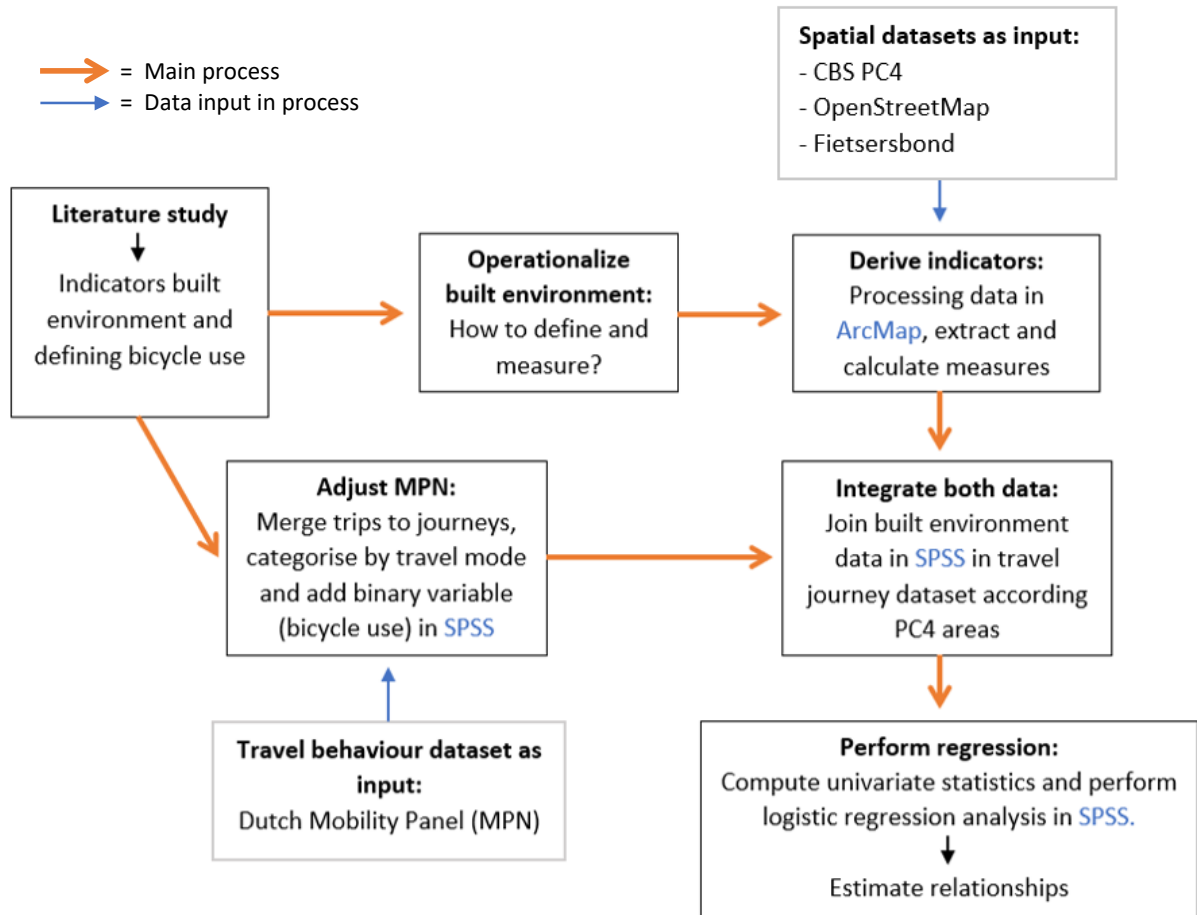 = Main process
= Data input in process
Spatial datasets as input:
- CBS PC4
- OpenStreetMap
- Fietsersbond
Literature study
Indicators built
environment and
defining bicycle use
Operationalize
built environment:
How to define and
measure?
Derive indicators:
Processing data in
ArcMap, extract and
calculate measures
Adjust MPN:
Merge trips to journeys,
categorise by travel mode
and add binary variable
(bicycle use) in SPSS
Integrate both data:
Join built environment
data in SPSS in travel
journey dataset according
PC4 areas
Travel behaviour dataset as
input:
Dutch Mobility Panel (MPN)
Perform regression:
Compute univariate statistics and perform
logistic regression analysis in SPSS.
Estimate relationships